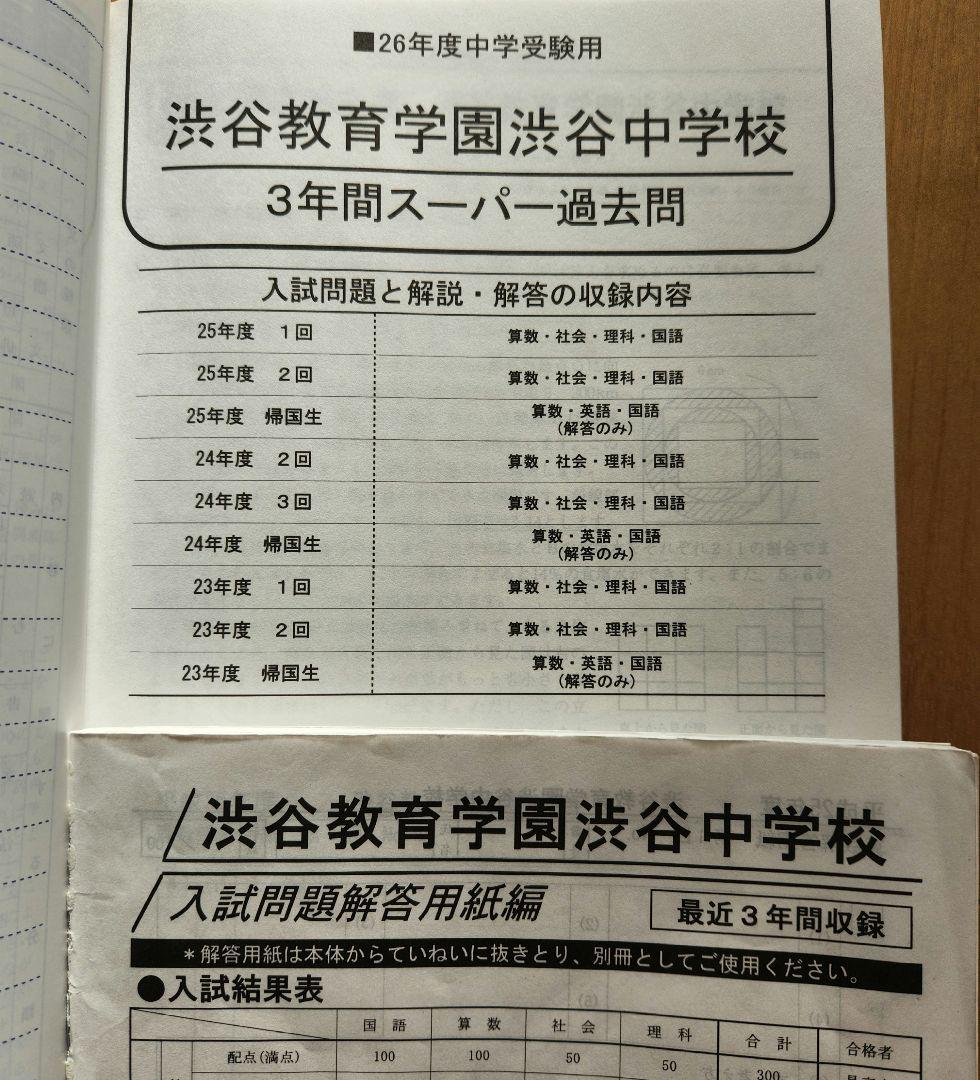 ■26年度中学受験用
渋谷教育学園渋谷中学校
3年間スーパー過去問
入試問題と解説・解答の収録内容
25年度 1回 算数・社会・理科・国語
25年度 2回 算数・社会・理科・国語
25年度 帰国生 算数・英語・国語
(解答のみ)
24年度 2回 算数・社会・理科・国語
24年度 3回 算数・社会・理科・国語
24年度 帰国生 算数・英語・国語
(解答のみ)
23年度 1回 算数・社会・理科・国語
23年度 2回 算数・社会・理科・国語
23年度 帰国生 算数・英語・国語
(解答のみ)
渋谷教育学園渋谷中学校
入試問題解答用紙編 最近3年間収録
*解答用紙は本体からていねいに抜きとり、別冊としてご使用ください。
●入試結果表
国語 算数 社会 理科 合計 合格者
配点(満点) 100 100 50 50 300